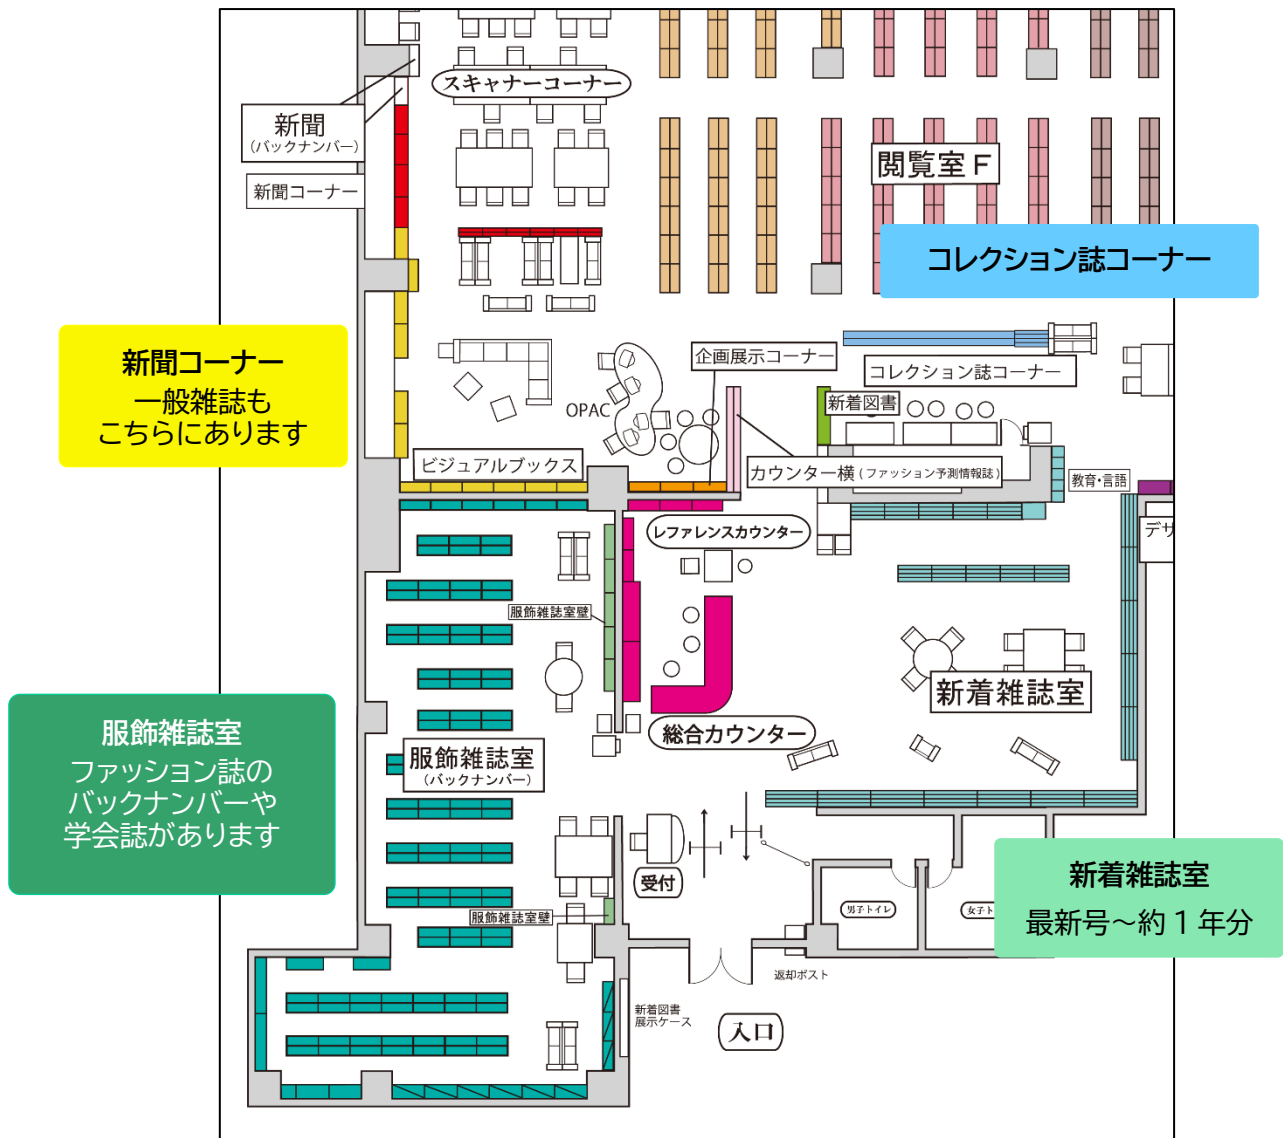 スキャナーコーナー
新聞
(バックナンバー)
新聞コーナー
閲覧室F
コレクション誌コーナー
新聞コーナー
一般雑誌も
こちらにあります
企画展示コーナー
コレクション誌コーナー
OPAC
新着図書
ビジュアルブックス
カウンター横(ファッション予測情報誌)
教育・言語
レファレンスカウンター
デサ
服飾雑誌室壁
新着雑誌室
服飾雑誌室
ファッション誌の
バックナンバーや
学会誌があります
総合カウンター
服飾雑誌室
(バックナンバー)
受付
新着雑誌室
最新号～約1年分
男子トイレ
女子ト
服飾雑誌室壁
返却ポスト
新着図書
展示ケース
入口